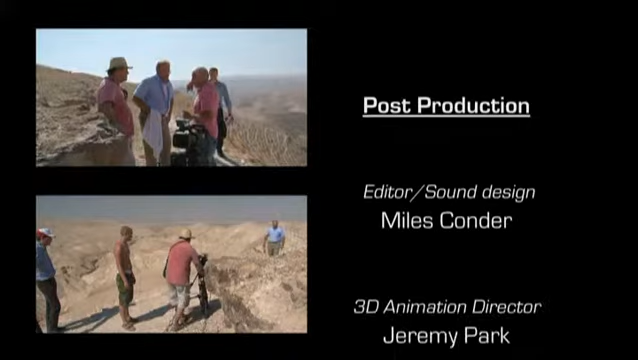 Post Production
Editor/Sound design
Miles Conder
3D Animation Director
Jeremy Park